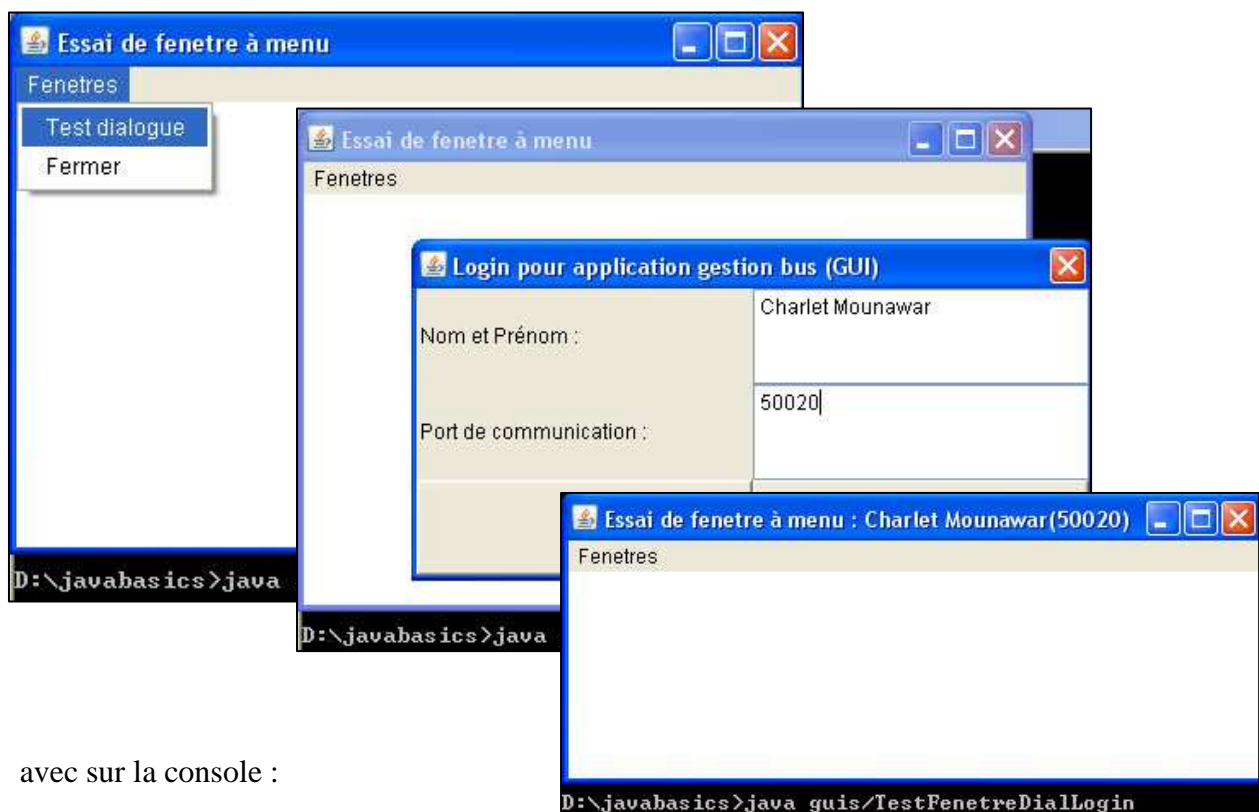 Essai de fenetre à menu
Fenetres
Test dialogue
Fermer
D:\javabasics>java
Essai de fenetre à menu
Fenetres
Login pour application gestion bus (GUI)
Nom et Prénom :
Charlet Mounawar
Port de communication :
50020
D:\javabasics>java
Essai de fenetre à menu : Charlet Mounawar(50020)
Fenetres
D:\javabasics>java guis/TestFenetreDialLogin
avec sur la console :